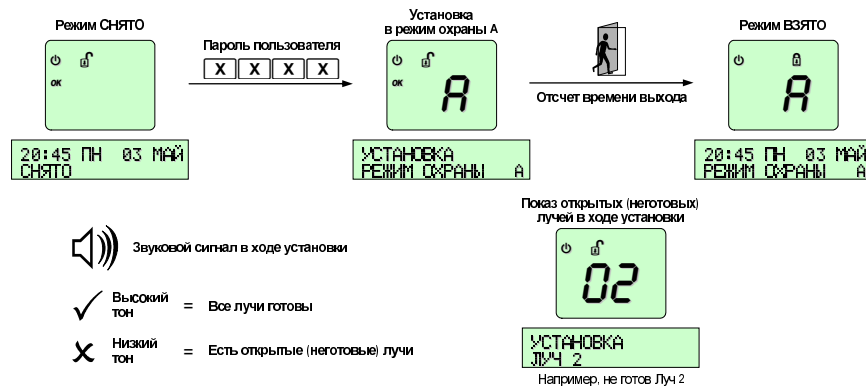 Режим СНЯТО
OK
20:45 ПН 03 МАЙ
СНЯТО
Пароль пользователя
X X X X
Установка
в режим охраны А
OK
A
УСТАНОВКА
РЕЖИМ ОХРАНЫ А
Отсчет времени выхода
Режим ВЗЯТО
A
20:45 ПН 03 МАЙ
РЕЖИМ ОХРАНЫ А
Звуковой сигнал в ходе установки
Высокий
тон
= Все лучи готовы
Низкий
тон
= Есть открытые (неготовые) лучи
Показ открытых (неготовых)
лучей в ходе установки
02
УСТАНОВКА
ЛУЧ 2
Например, не готов Луч 2